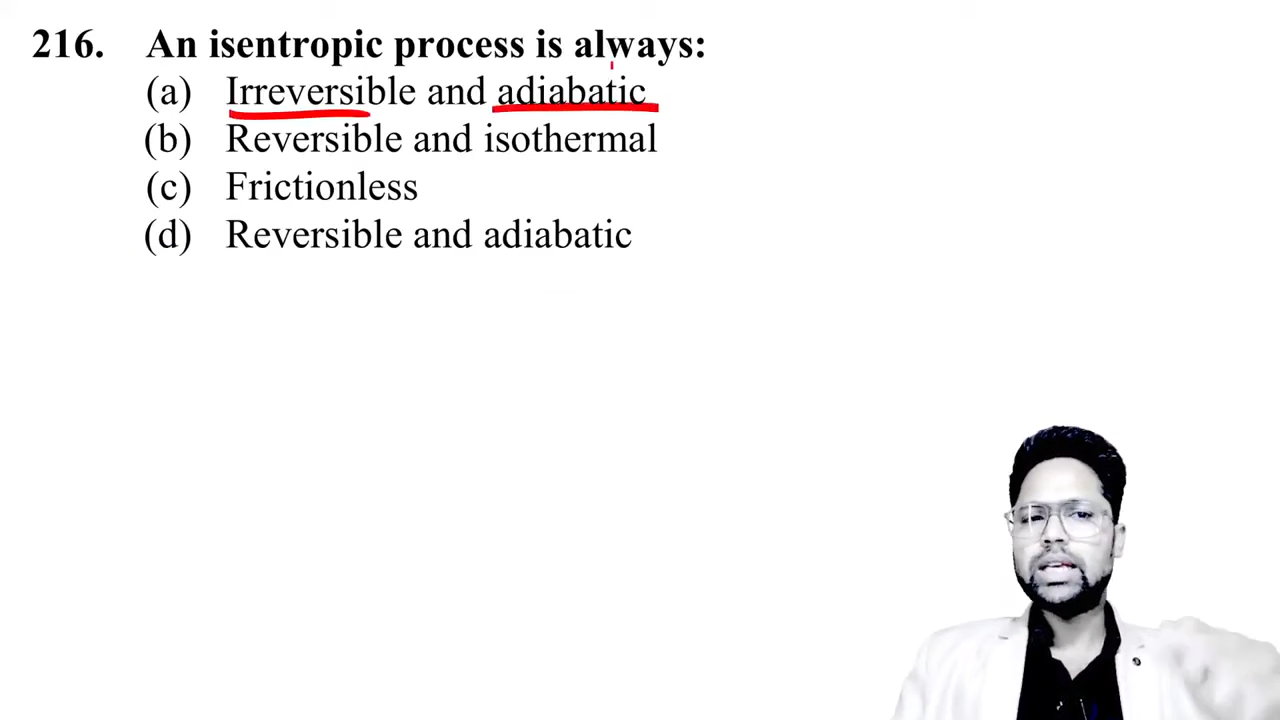 216. An isentropic process is always:
(a) Irreversible and adiabatic
(b) Reversible and isothermal
(c) Frictionless
(d) Reversible and adiabatic